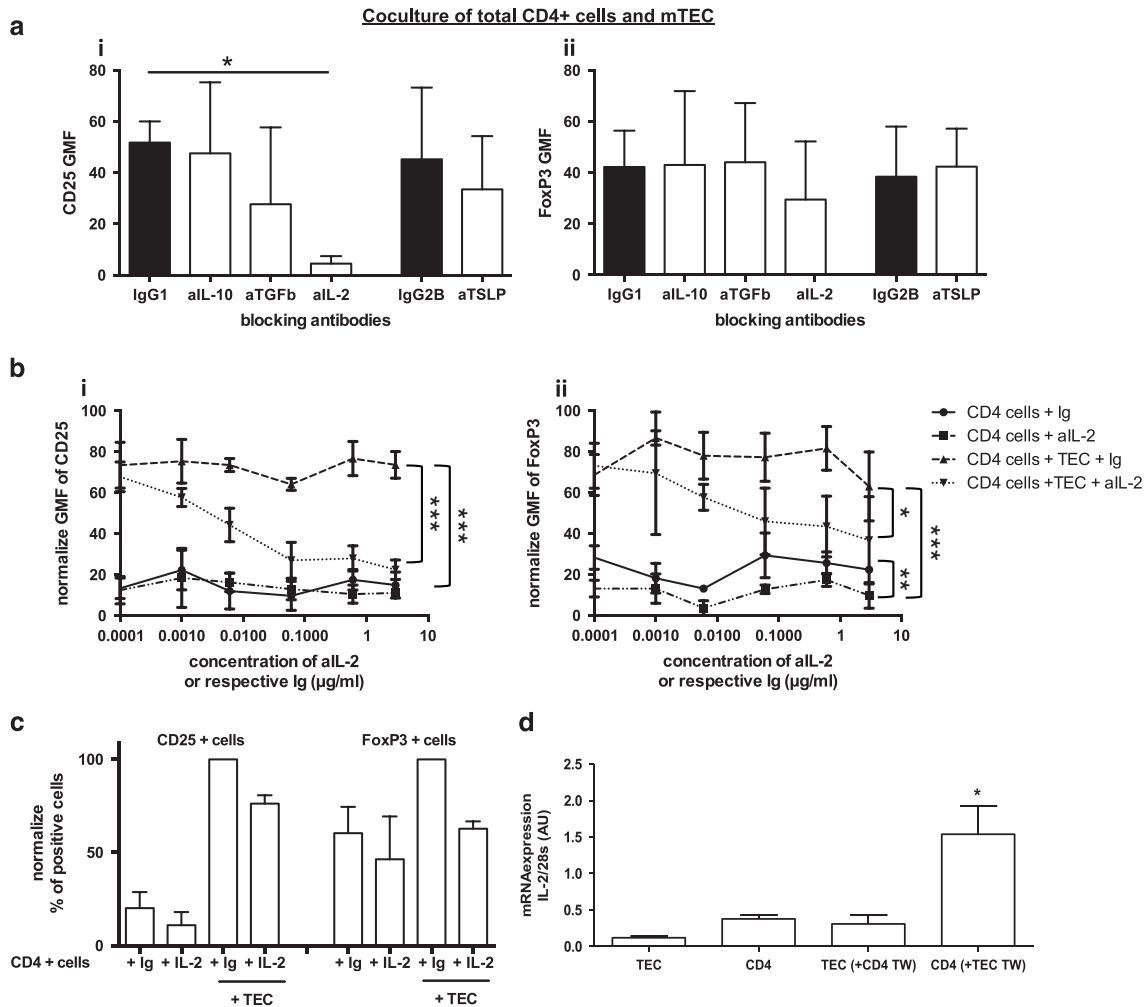 Coculture of total CD4+ cells and mTEC
a
i
ii
*
CD25 GMF
80
60
40
20
0
IgG1 aIL-10 aTGFb aIL-2 IgG2B aTSLP
blocking antibodies
FoxP3 GMF
80
60
40
20
0
IgG1 aIL-10 aTGFb aIL-2 IgG2B aTSLP
blocking antibodies
b
i
ii
normalize GMF of CD25
100
80
60
40
20
0
0.0001 0.0010 0.0100 0.1000 1 10
concentration of aIL-2
or respective Ig (µg/ml)
***
***
normalize GMF of FoxP3
100
80
60
40
20
0
0.0001 0.0010 0.0100 0.1000 1 10
concentration of aIL-2
or respective Ig (µg/ml)
*
**
***
CD4 cells + Ig
CD4 cells + aIL-2
CD4 cells + TEC + Ig
CD4 cells +TEC + aIL-2
c
CD25 + cells
FoxP3 + cells
normalize
% of positive cells
100
50
0
CD4 + cells + Ig + IL-2 + Ig + IL-2 + Ig + IL-2 + Ig + IL-2
+ TEC + TEC
d
mRNAexpression
IL-2/28s (AU)
2.5
2.0
1.5
1.0
0.5
0.0
*
TEC CD4 TEC (+CD4 TW) CD4 (+TEC TW)